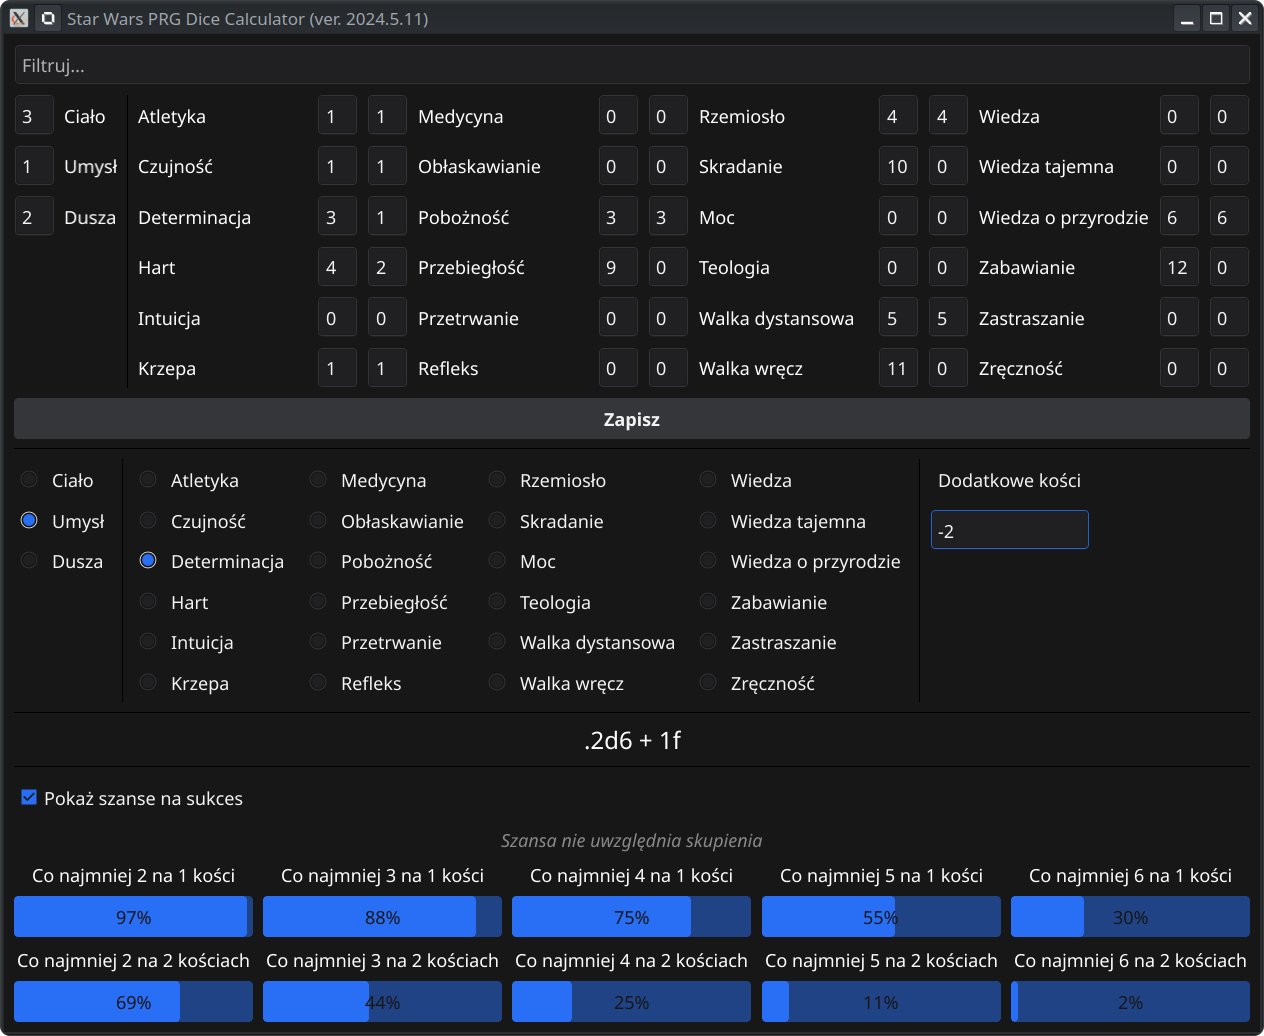 Star Wars PRG Dice Calculator (ver. 2024.5.11)
Filtruj...
3 Ciało Atletyka 1 1 Medycyna 0 0 Rzemiosło 4 4 Wiedza 0 0
1 Umysł Czujność 1 1 Obłaskawianie 0 0 Skradanie 10 0 Wiedza tajemna 0 0
2 Dusza Determinacja 3 1 Pobożność 3 3 Moc 0 0 Wiedza o przyrodzie 6 6
Hart 4 2 Przebiegłość 9 0 Teologia 0 0 Zabawianie 12 0
Intuicja 0 0 Przetrwanie 0 0 Walka dystansowa 5 5 Zastraszanie 0 0
Krzepa 1 1 Refleks 0 0 Walka wręcz 11 0 Zręczność 0 0
Zapisz
Ciało Atletyka Medycyna Rzemiosło Wiedza Dodatkowe kości
Umysł Czujność Obłaskawianie Skradanie Wiedza tajemna -2
Dusza Determinacja Pobożność Moc Wiedza o przyrodzie
Hart Przebiegłość Teologia Zabawianie
Intuicja Przetrwanie Walka dystansowa Zastraszanie
Krzepa Refleks Walka wręcz Zręczność
.2d6 + 1f
Pokaż szanse na sukces
Szansa nie uwzględnia skupienia
Co najmniej 2 na 1 kości Co najmniej 3 na 1 kości Co najmniej 4 na 1 kości Co najmniej 5 na 1 kości Co najmniej 6 na 1 kości
97% 88% 75% 55% 30%
Co najmniej 2 na 2 kościach Co najmniej 3 na 2 kościach Co najmniej 4 na 2 kościach Co najmniej 5 na 2 kościach Co najmniej 6 na 2 kościach
69% 44% 25% 11% 2%